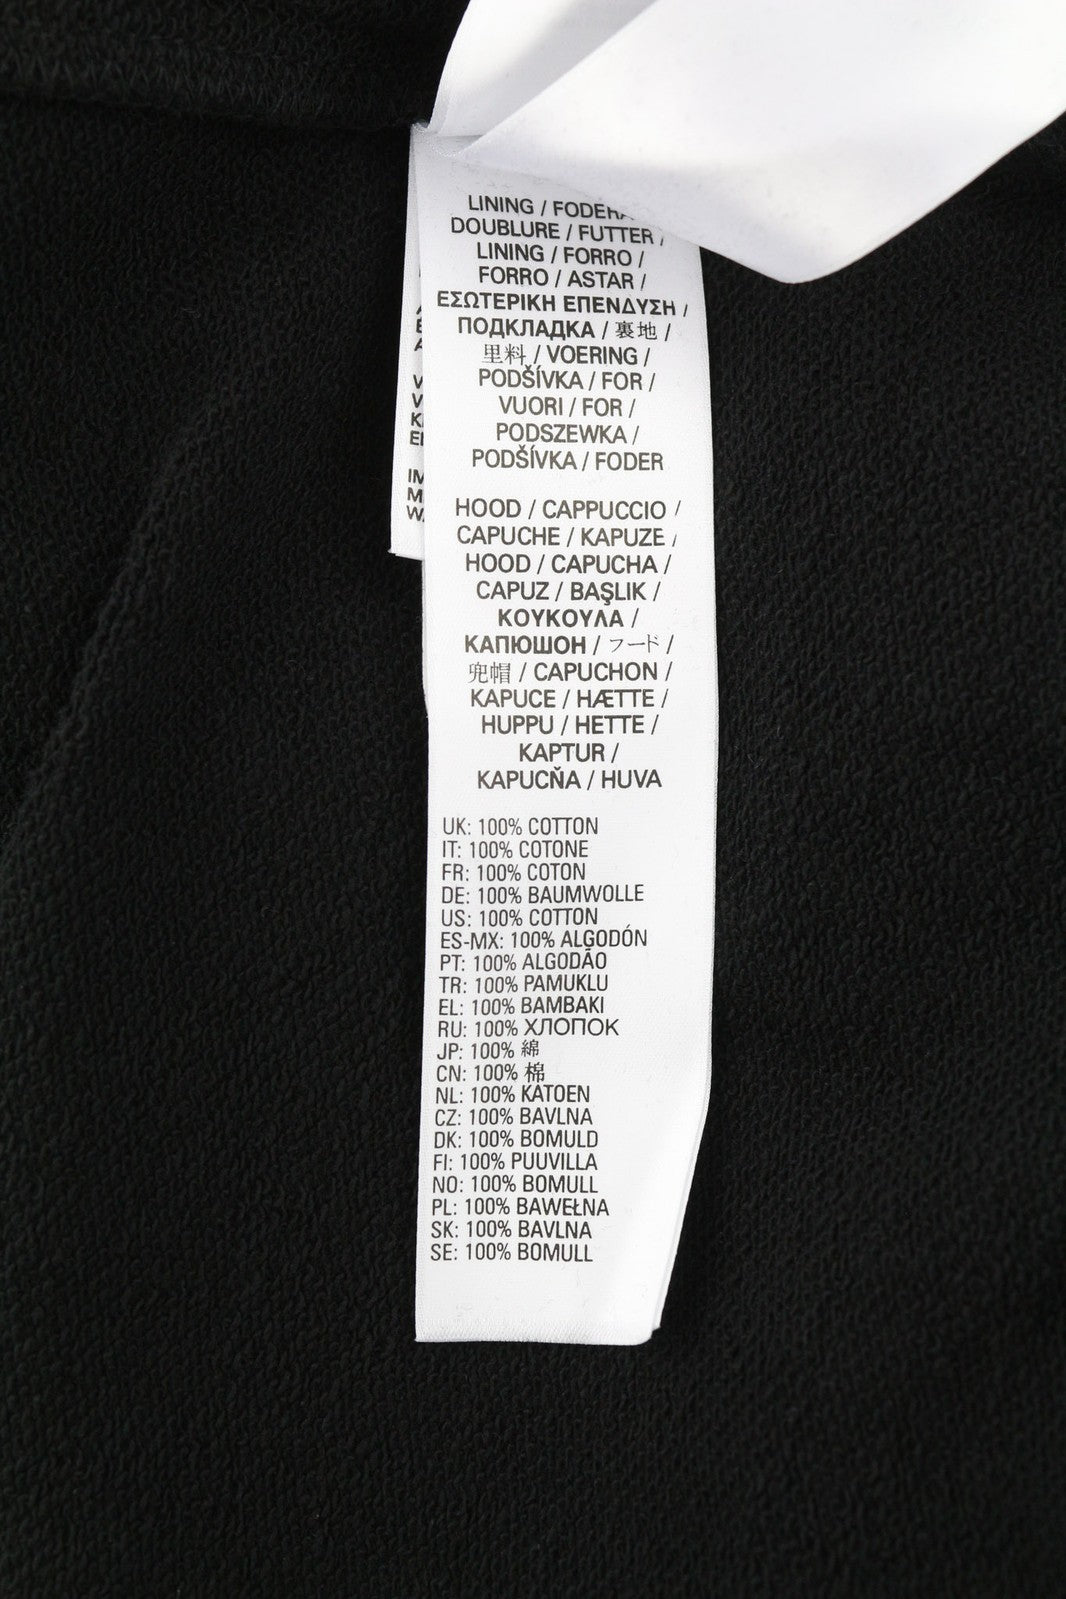 LINING / FODERA
DOUBLURE / FUTTER /
LINING / FORRO /
FORRO / ASTAR /
ΕΣΩΤΕΡΙΚΗ ΕΠΕΝΔΥΣΗ /
ПОДКЛАДКА / 裏地 /
里料 / VOERING /
PODŠÍVKA / FOR /
VUORI / FOR /
PODSZEWKA /
PODŠÍVKA / FODER
HOOD / CAPPUCCIO /
CAPUCHE / KAPUZE /
HOOD / CAPUCHA /
CAPUZ / BAŞLIK /
ΚΟΥΚΟΥΛΑ /
КАПЮШОН / フード /
兜帽 / CAPUCHON /
KAPUCE / HÆTTE /
HUPPU / HETTE /
KAPTUR /
KAPUCŇA / HUVA
UK: 100% COTTON
IT: 100% COTONE
FR: 100% COTON
DE: 100% BAUMWOLLE
US: 100% COTTON
ES-MX: 100% ALGODÓN
PT: 100% ALGODÃO
TR: 100% PAMUKLU
EL: 100% ΒΑΜΒΑΚΙ
RU: 100% ХЛОПОК
JP: 100% 綿
CN: 100% 棉
NL: 100% KATOEN
CZ: 100% BAVLNA
DK: 100% BOMULD
FI: 100% PUUVILLA
NO: 100% BOMULL
PL: 100% BAWEŁNA
SK: 100% BAVLNA
SE: 100% BOMULL